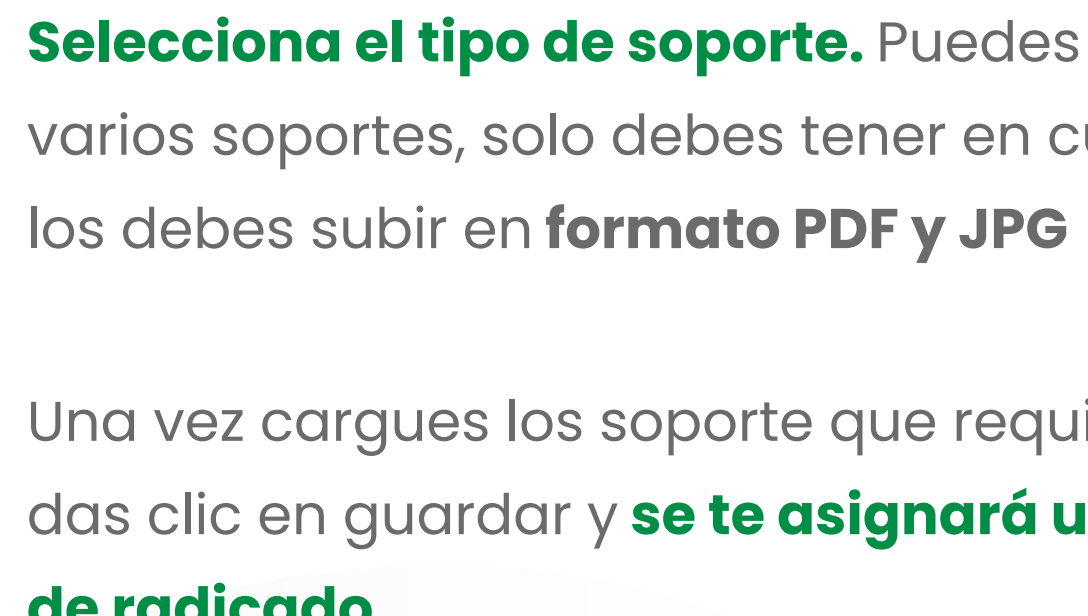 Selecciona el tipo de soporte. Puedes
varios soportes, solo debes tener en
los debes subir en formato PDF y JPG
Una vez cargues los soporte que
das clic en guardar y se te asignará
de radicado